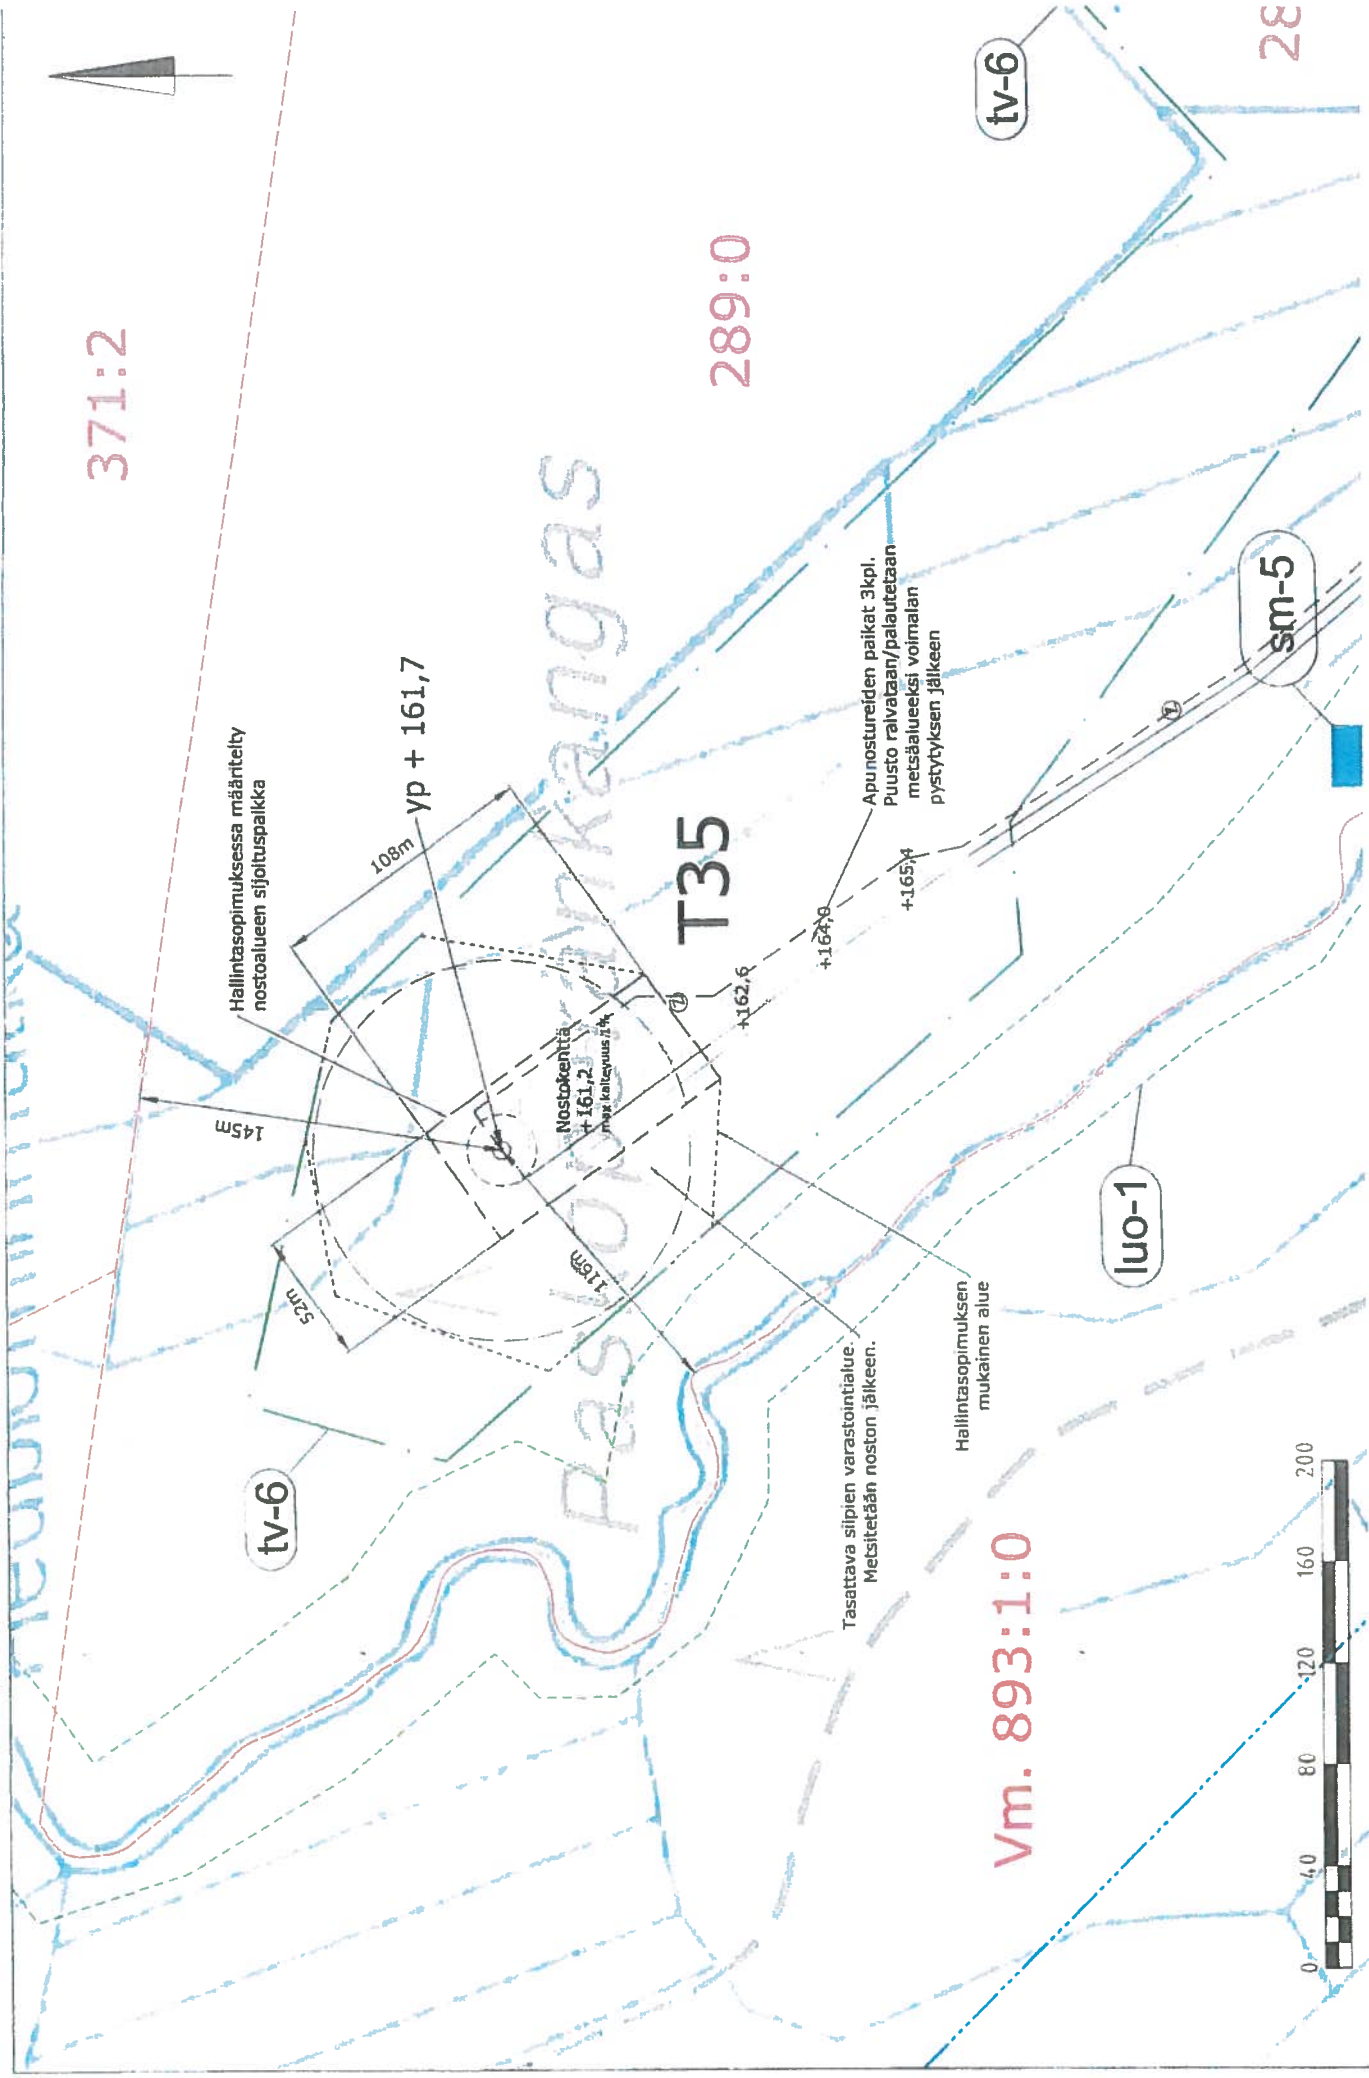 371:2
289:0
28
tv-6
Hallintasopimuksessa määritelty
nostoalueen sijoituspaikka
yp + 161,7
108m
145m
52m
116m
Nostokenttä
+161,2
max kaltevuus 1%
T35
+162,6
+164,0
+165,4
Apunostureiden paikat 3kpl.
Puusto raivataan/palautetaan
metsäalueeksi voimalan
pystytyksen jälkeen
sm-5
tv-6
luo-1
Tasattava siipien varastointialue.
Metsitetään noston jälkeen.
Hallintasopimuksen
mukainen alue
Vm. 893:1:0
0 40 80 120 160 200